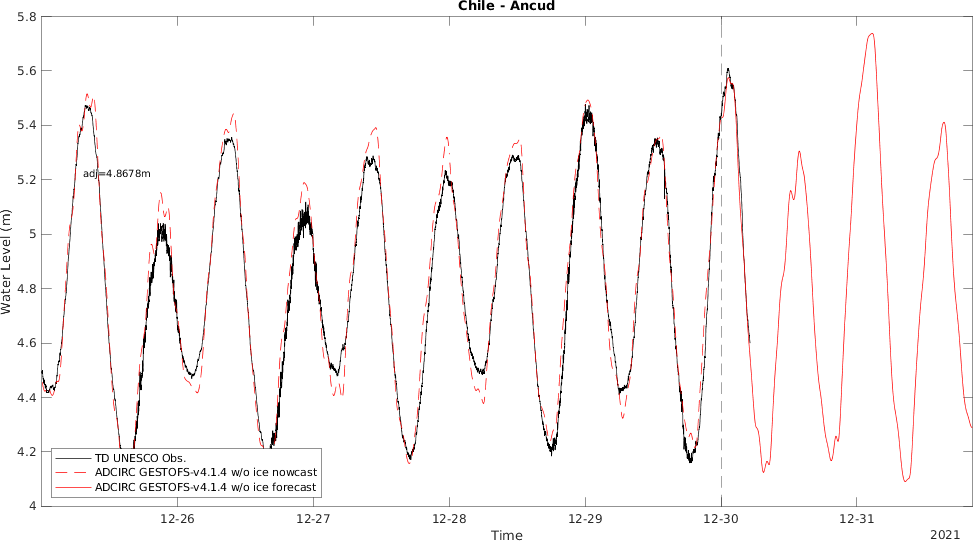 Chile - Ancud
5.8
5.6
5.4
5.2
5
4.8
4.6
4.4
4.2
4
Water Level (m)
adj=4.8678m
TD UNESCO Obs.
ADCIRC GESTOFS-v4.1.4 w/o ice nowcast
ADCIRC GESTOFS-v4.1.4 w/o ice forecast
12-26
12-27
12-28
12-29
12-30
12-31
Time
2021